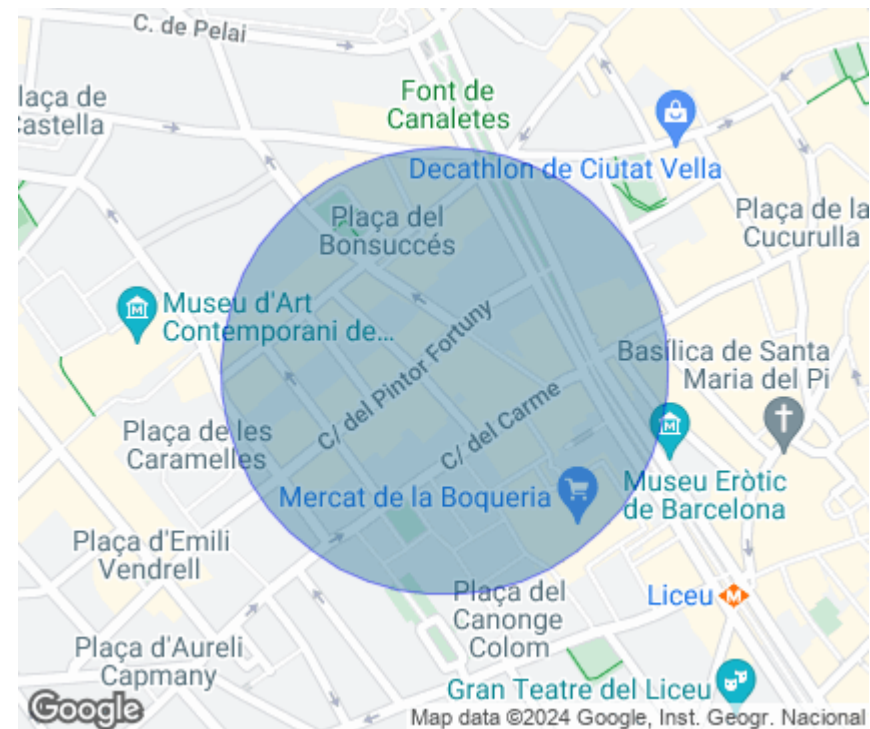 C. de Pelai
laça de
Castella
Font de
Canaletes
Decathlon de Ciutat Vella
Plaça del
Bonsuccés
Plaça de la
Cucurulla
Museu d'Art
Contemporani de...
C/ del Pintor Fortuny
Basílica de Santa
Maria del Pi
C/ del Carme
Plaça de les
Caramelles
Mercat de la Boqueria
Museu Eròtic
de Barcelona
Plaça d'Emili
Vendrell
Plaça del
Canonge
Colom
Liceu
Plaça d'Aureli
Capmany
Gran Teatre del Liceu
Google
Map data ©2024 Google, Inst. Geogr. Nacional